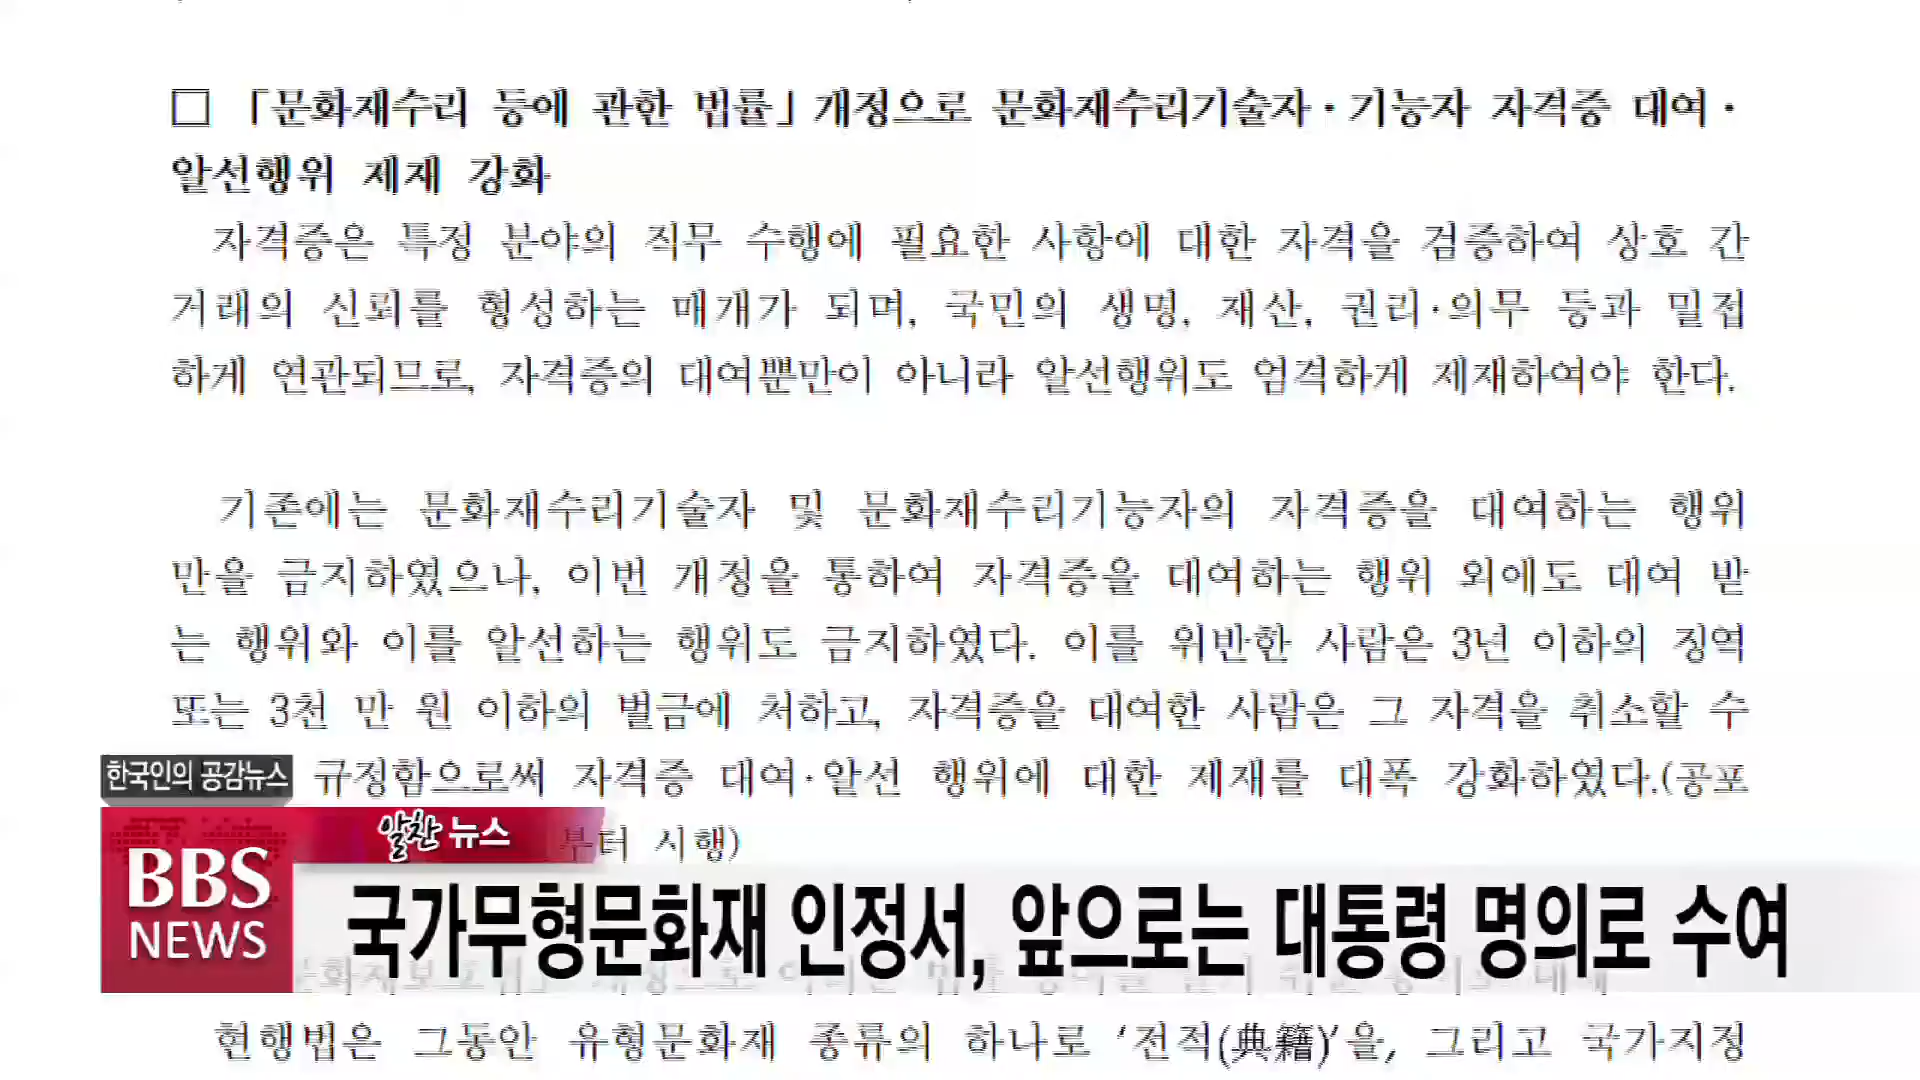 □ 「문화재수리 등에 관한 법률」개정으로 문화재수리기술자·기능자 자격증 대여·
알선행위 제재 강화
자격증은 특정 분야의 직무 수행에 필요한 사항에 대한 자격을 검증하여 상호 간
거래의 신뢰를 형성하는 매개가 되며, 국민의 생명, 재산, 권리·의무 등과 밀접
하게 연관되므로, 자격증의 대여뿐만이 아니라 알선행위도 엄격하게 제재하여야 한다.
기존에는 문화재수리기술자 및 문화재수리기능자의 자격증을 대여하는 행위
만을 금지하였으나, 이번 개정을 통하여 자격증을 대여하는 행위 외에도 대여 받
는 행위와 이를 알선하는 행위도 금지하였다. 이를 위반한 사람은 3년 이하의 징역
또는 3천 만 원 이하의 벌금에 처하고, 자격증을 대여한 사람은 그 자격을 취소할 수
규정함으로써 자격증 대여·알선 행위에 대한 제재를 대폭 강화하였다.(공포
부터 시행)
한국인의 공감뉴스
알찬 뉴스
BBS
NEWS
국가무형문화재 인정서, 앞으로는 대통령 명의로 수여
현행법은 그동안 유형문화재 종류의 하나로 ‘전적(典籍)’을, 그리고 국가지정